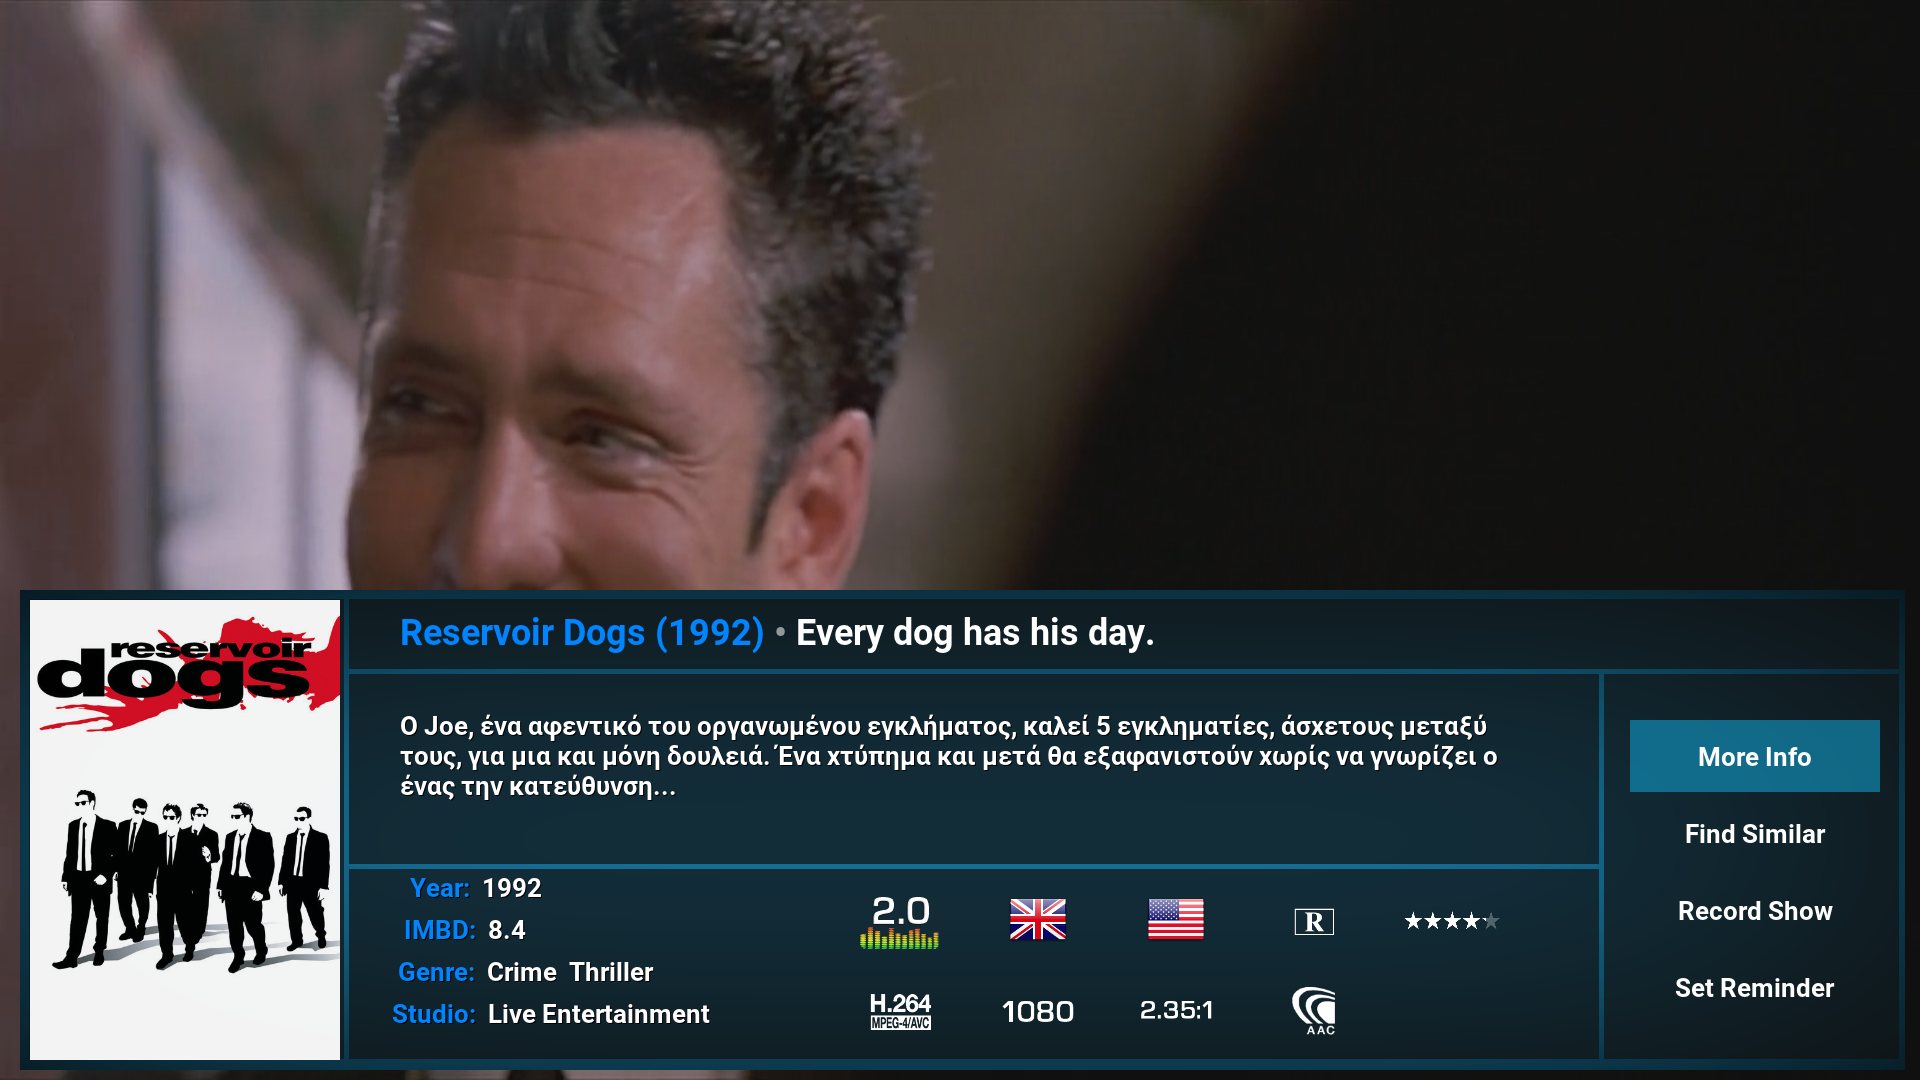 reservoir
dogs
Reservoir Dogs (1992) • Every dog has his day.
Ο Joe, ένα αφεντικό του οργανωμένου εγκλήματος, καλεί 5 εγκληματίες, άσχετους μεταξύ
τους, για μια και μόνη δουλειά. Ένα χτύπημα και μετά θα εξαφανιστούν χωρίς να γνωρίζει ο
ένας την κατεύθυνση...
Year: 1992
IMBD: 8.4
Genre: Crime Thriller
Studio: Live Entertainment
2.0
R
H.264
MPEG-4/AVC
1080
2.35:1
AAC
More Info
Find Similar
Record Show
Set Reminder